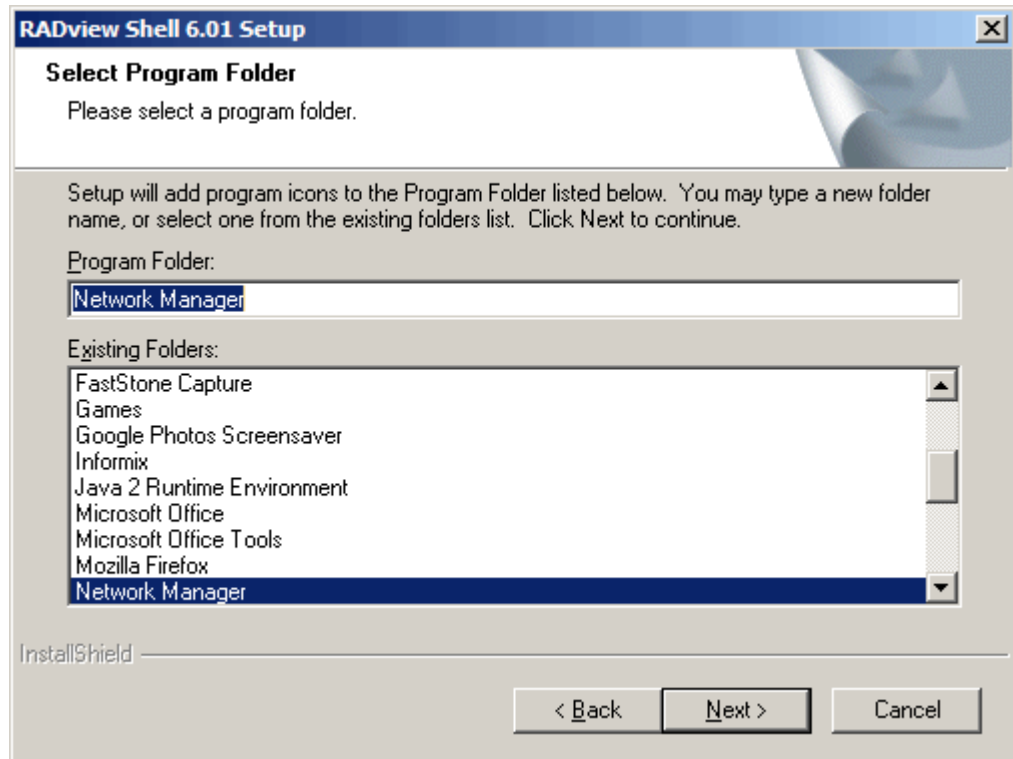 RADview Shell 6.01 Setup
Select Program Folder
Please select a program folder.
Setup will add program icons to the Program Folder listed below.  You may type a new folder
name, or select one from the existing folders list.  Click Next to continue.
Program Folder:
Network Manager
Existing Folders:
FastStone Capture
Games
Google Photos Screensaver
Informix
Java 2 Runtime Environment
Microsoft Office
Microsoft Office Tools
Mozilla Firefox
Network Manager
InstallShield
< Back
Next >
Cancel